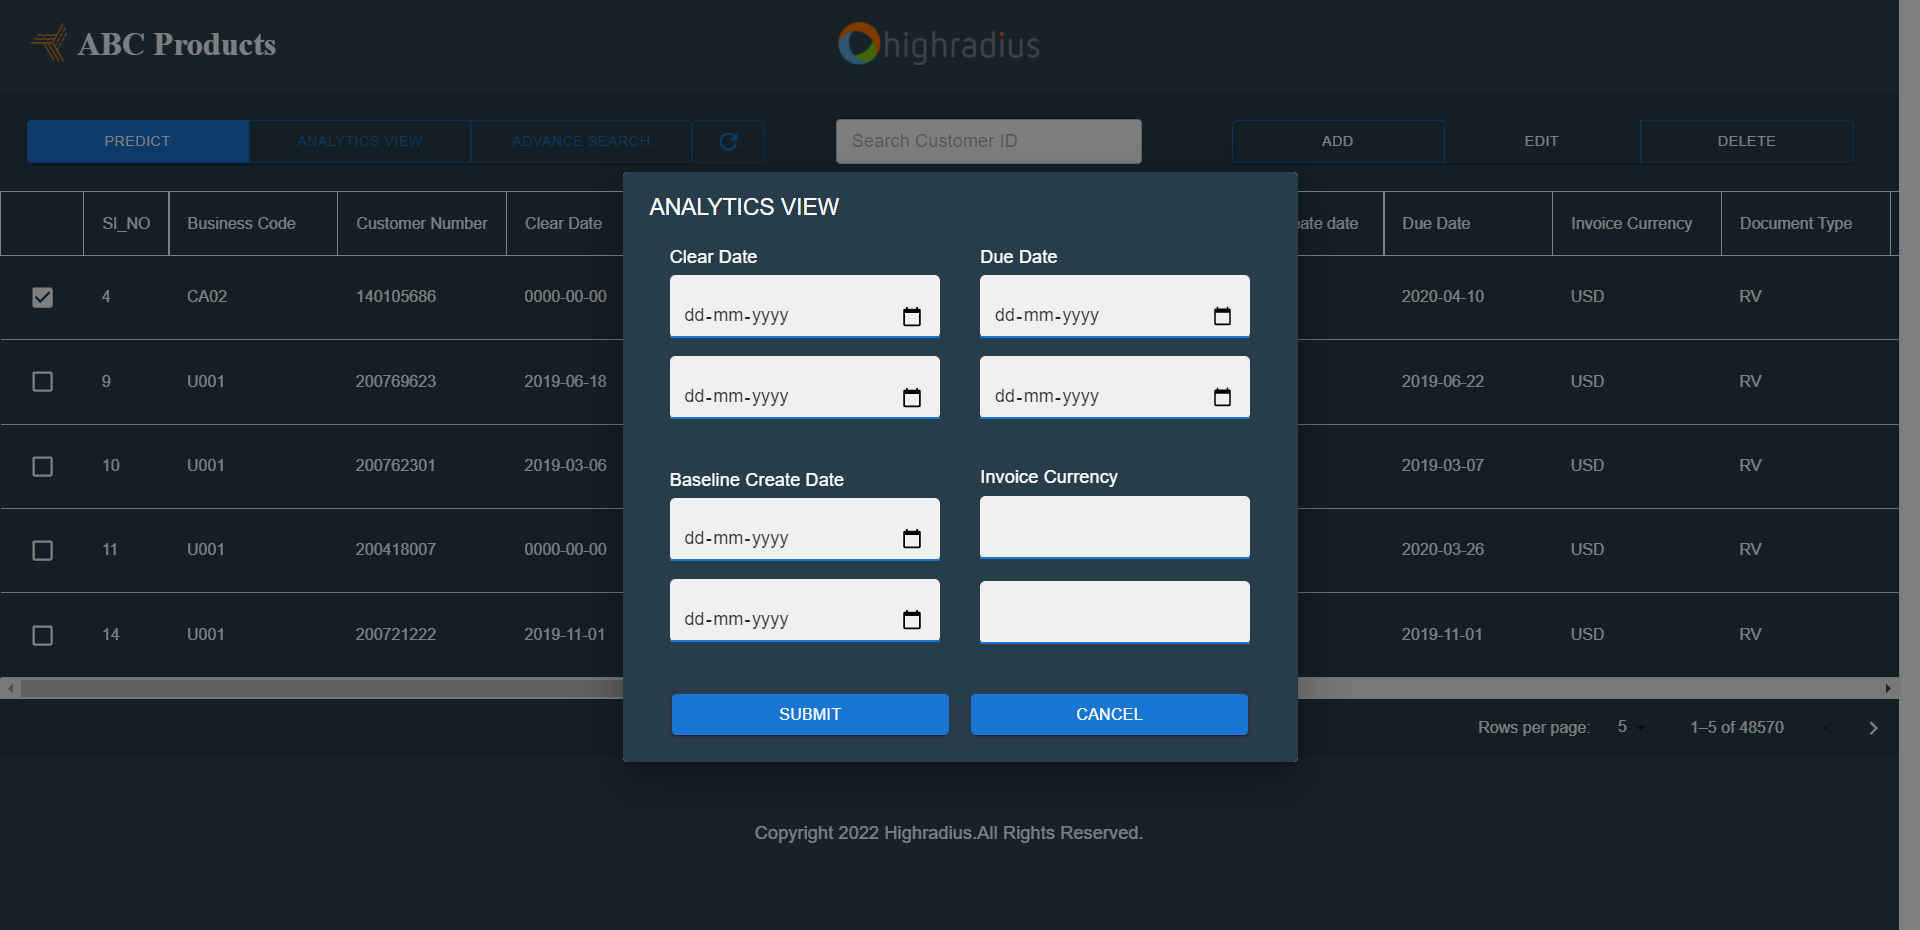 ABC Products
highradius
PREDICT
ANALYTICS VIEW
ADVANCE SEARCH
Search Customer ID
ADD
EDIT
DELETE
Sl_NO
Business Code
Customer Number
Clear Date
eate date
Due Date
Invoice Currency
Document Type
4
CA02
140105686
0000-00-00
2020-04-10
USD
RV
9
U001
200769623
2019-06-18
2019-06-22
USD
RV
10
U001
200762301
2019-03-06
2019-03-07
USD
RV
11
U001
200418007
0000-00-00
2020-03-26
USD
RV
14
U001
200721222
2019-11-01
2019-11-01
USD
RV
ANALYTICS VIEW
Clear Date
Due Date
dd-mm-yyyy
dd-mm-yyyy
dd-mm-yyyy
dd-mm-yyyy
Baseline Create Date
Invoice Currency
dd-mm-yyyy
dd-mm-yyyy
SUBMIT
CANCEL
Rows per page:
5
1–5 of 48570
Copyright 2022 Highradius.All Rights Reserved.